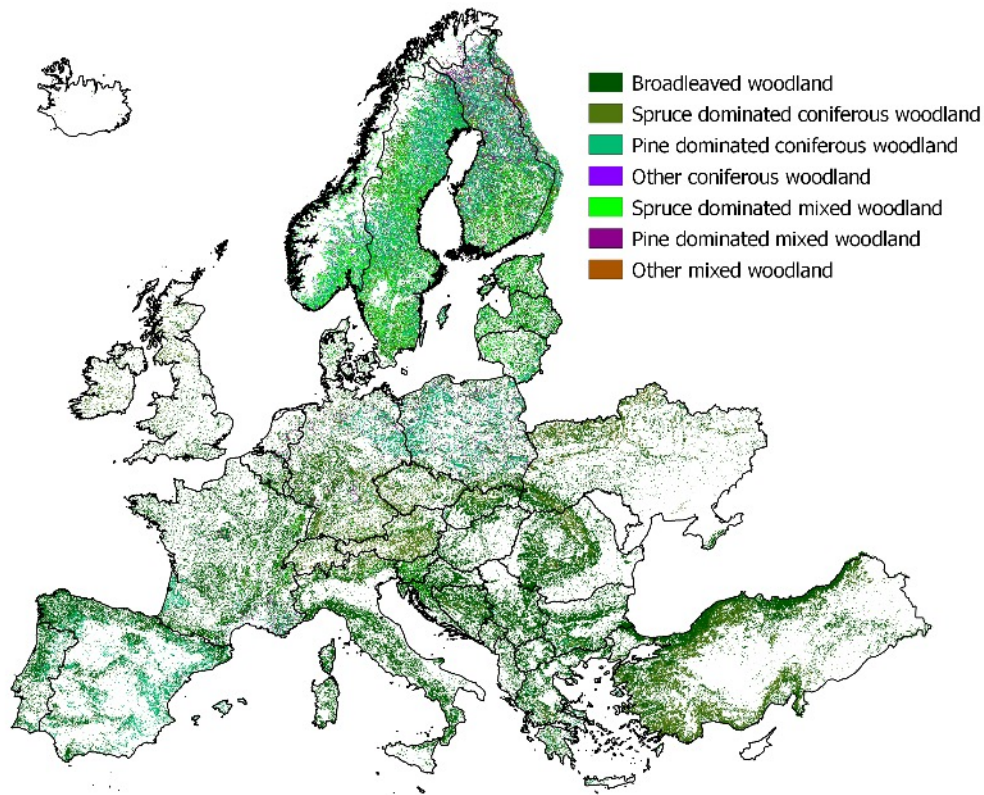 Broadleaved woodland
Spruce dominated coniferous woodland
Pine dominated coniferous woodland
Other coniferous woodland
Spruce dominated mixed woodland
Pine dominated mixed woodland
Other mixed woodland